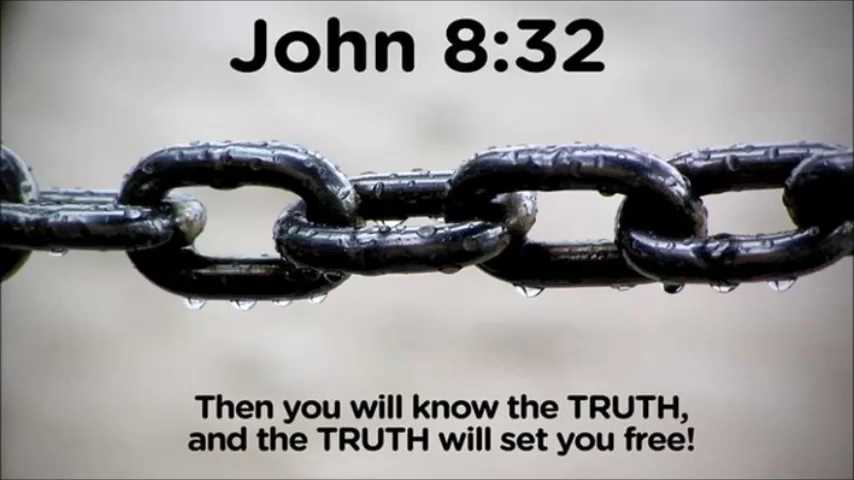 John 8:32
Then you will know the TRUTH,
and the TRUTH will set you free!